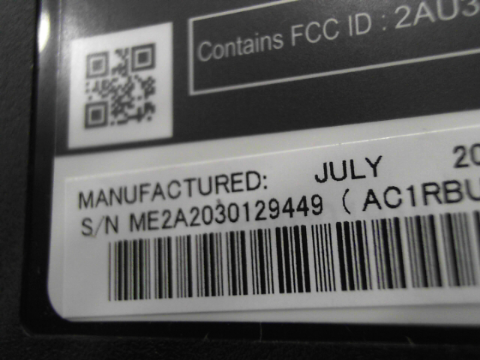 Contains FCC ID : 2AU3
MANUFACTURED: JULY 20
S/N ME2A2030129449 ( AC1RBU